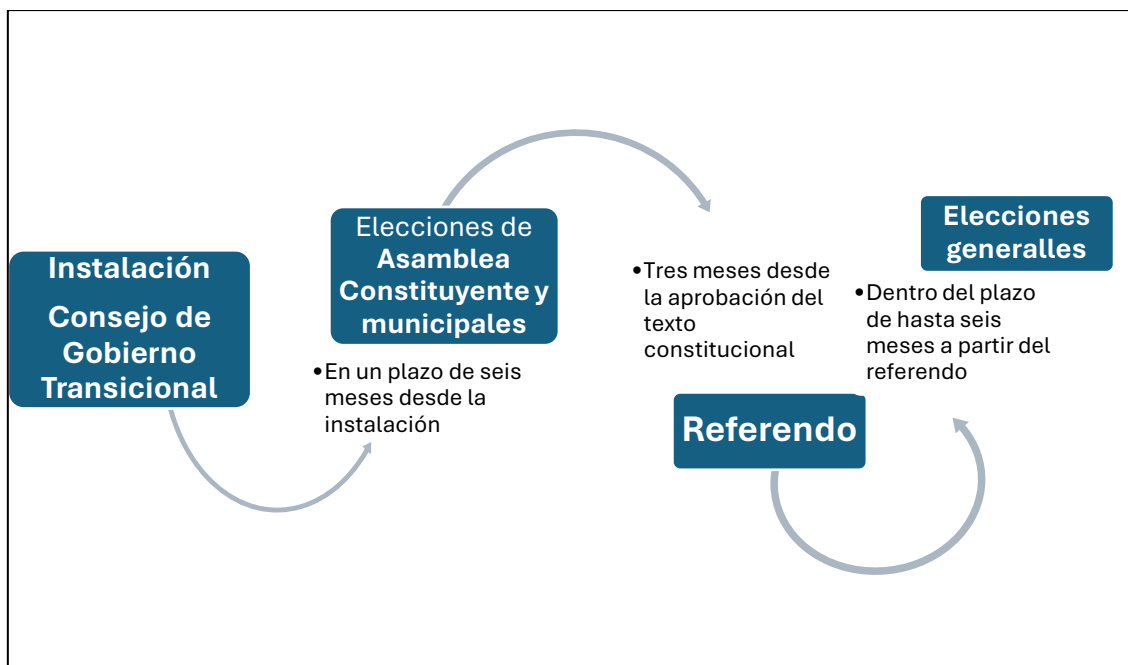 Instalación
Consejo de
Gobierno
Transicional
Elecciones de
Asamblea
Constituyente y
municipales
•En un plazo de seis
meses desde la
instalación
•Tres meses desde
la aprobación del
texto
constitucional
Referendo
Elecciones
generalles
•Dentro del plazo
de hasta seis
meses a partir del
referendo